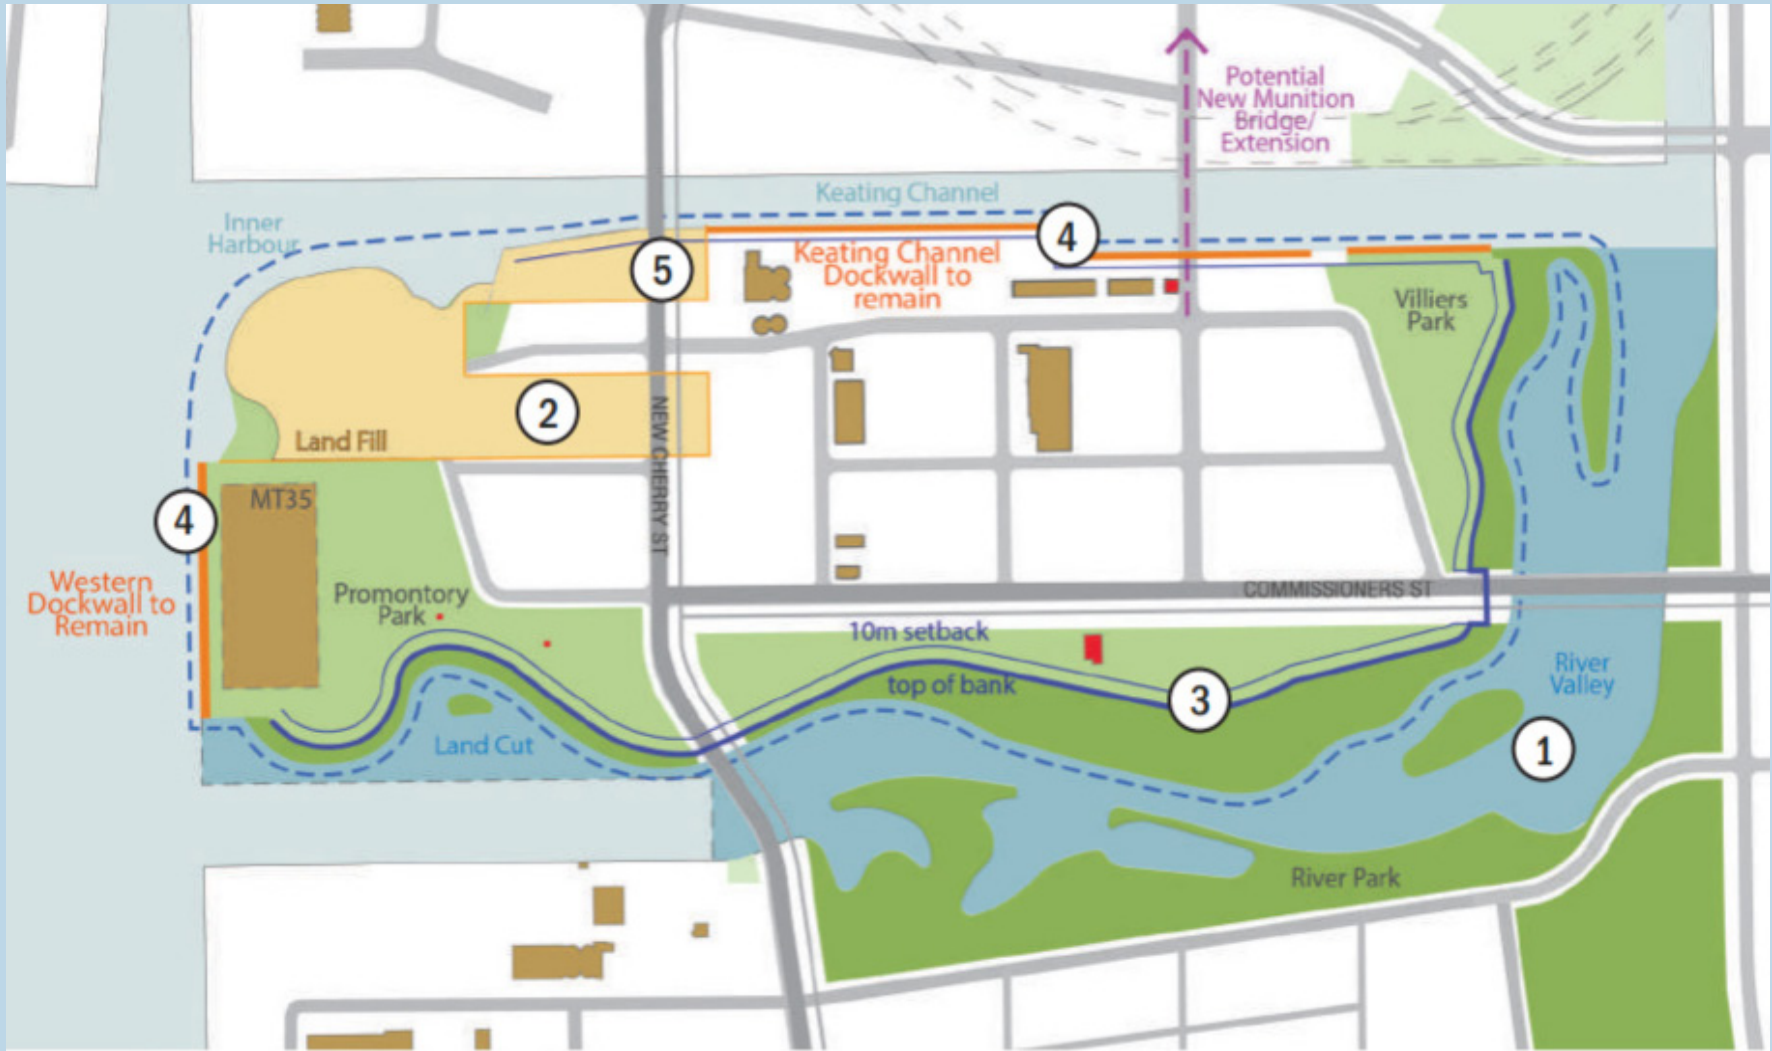 Potential
New Munition
Bridge/
Extension
Keating Channel
Inner
Harbour
4
Keating Channel
Dockwall to
remain
5
Villiers
Park
2
NEW CHERRY ST
Land Fill
MT35
4
Western
Dockwall to
Remain
Promontory
Park
COMMISSIONERS ST
10m setback
top of bank
3
River
Valley
Land Cut
1
River Park